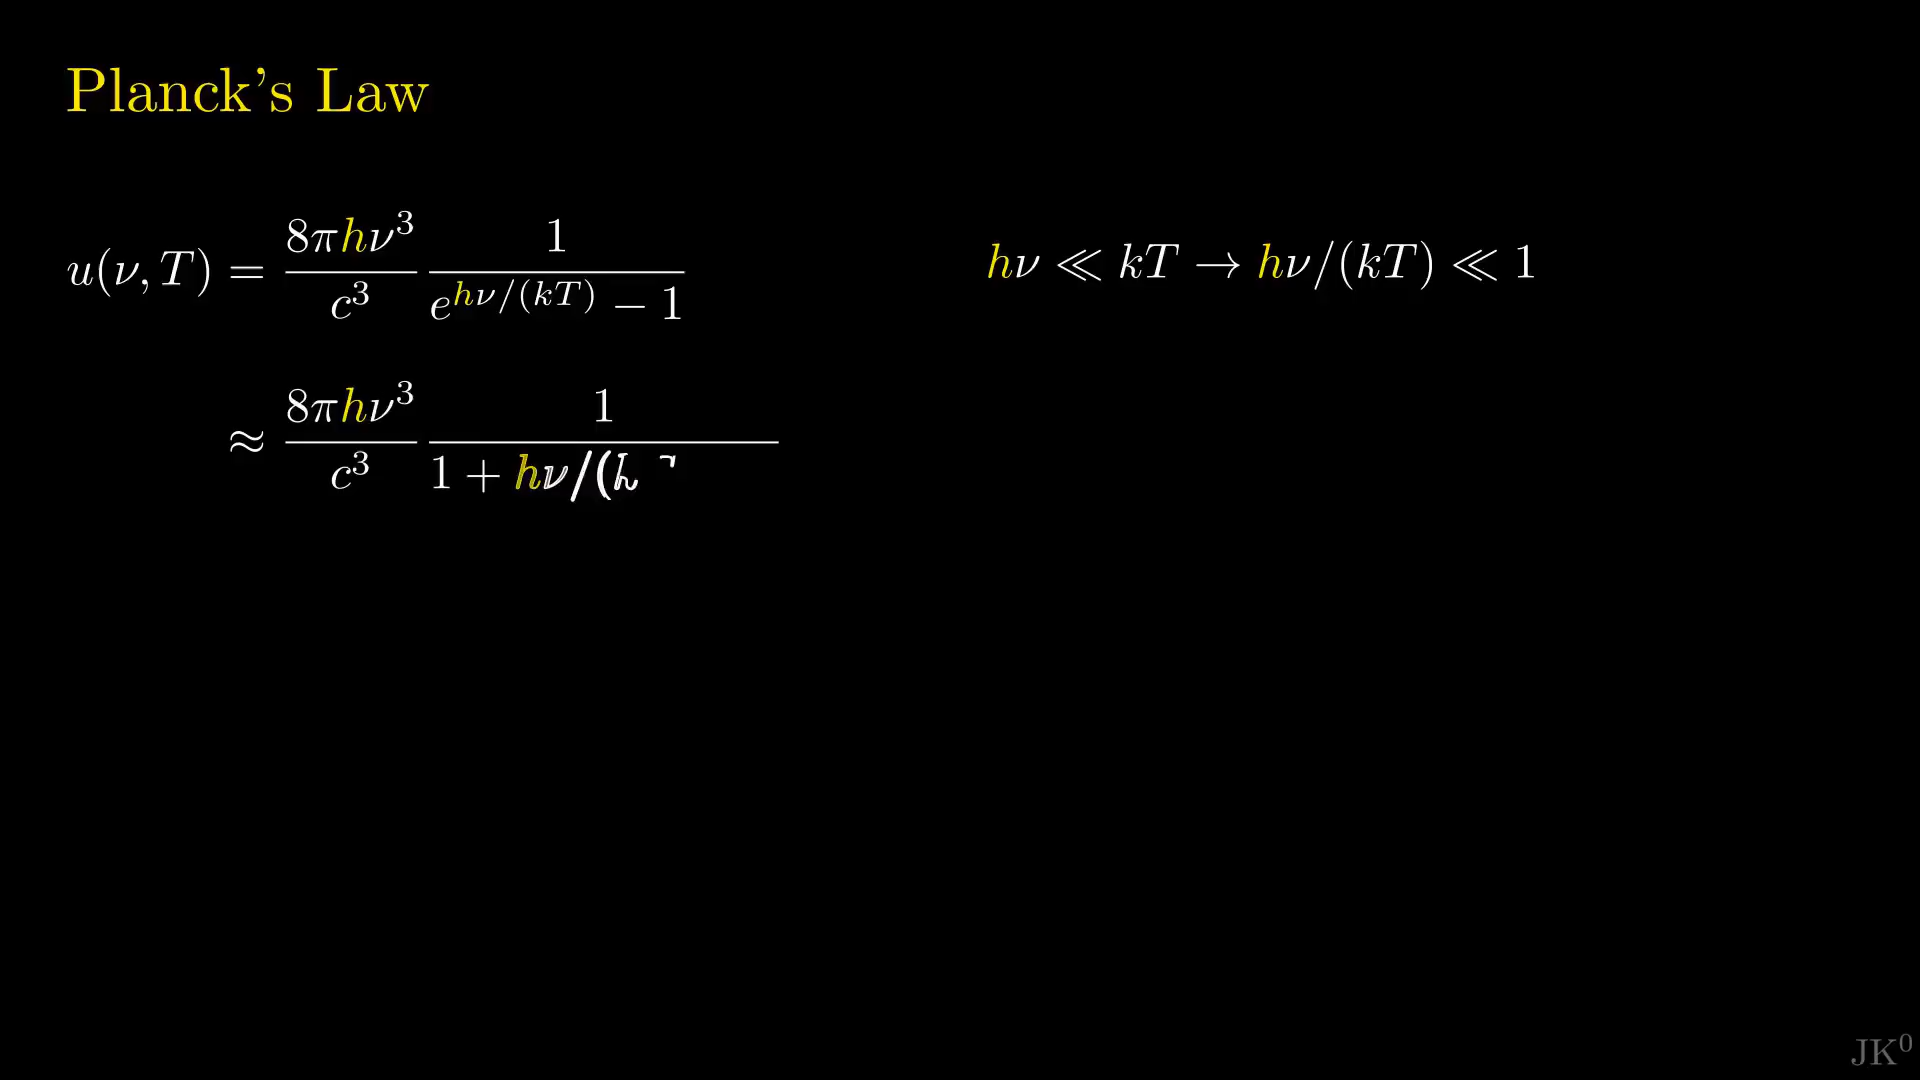 Planck's Law
u(ν, T) = 8πhν³/c³ 1/(e^{hν/(kT)} − 1)
hν ≪ kT → hν/(kT) ≪ 1
≈ 8πhν³/c³ 1/(1 + hν/(
JK⁰